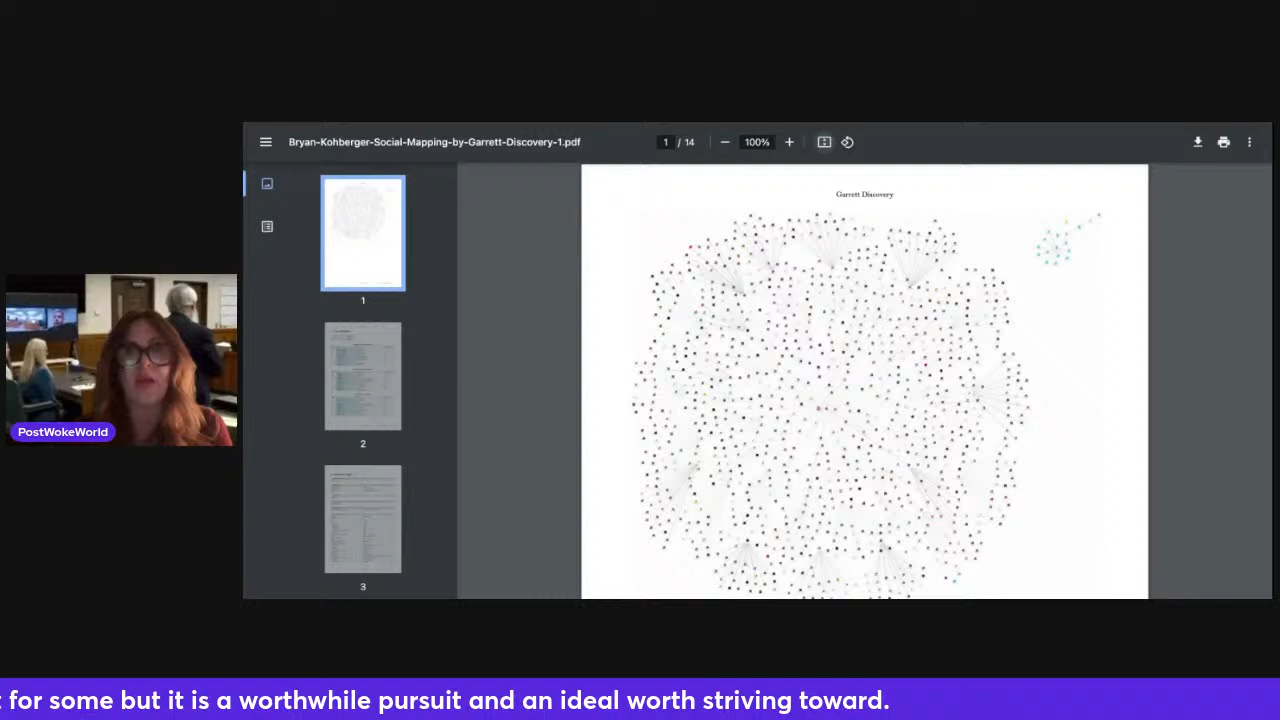 Bryan-Kohberger-Social-Mapping-by-Garrett-Discovery-1.pdf
1 / 14
100%
Garrett Discovery
1
2
3
PostWokeWorld
for some but it is a worthwhile pursuit and an ideal worth striving toward.